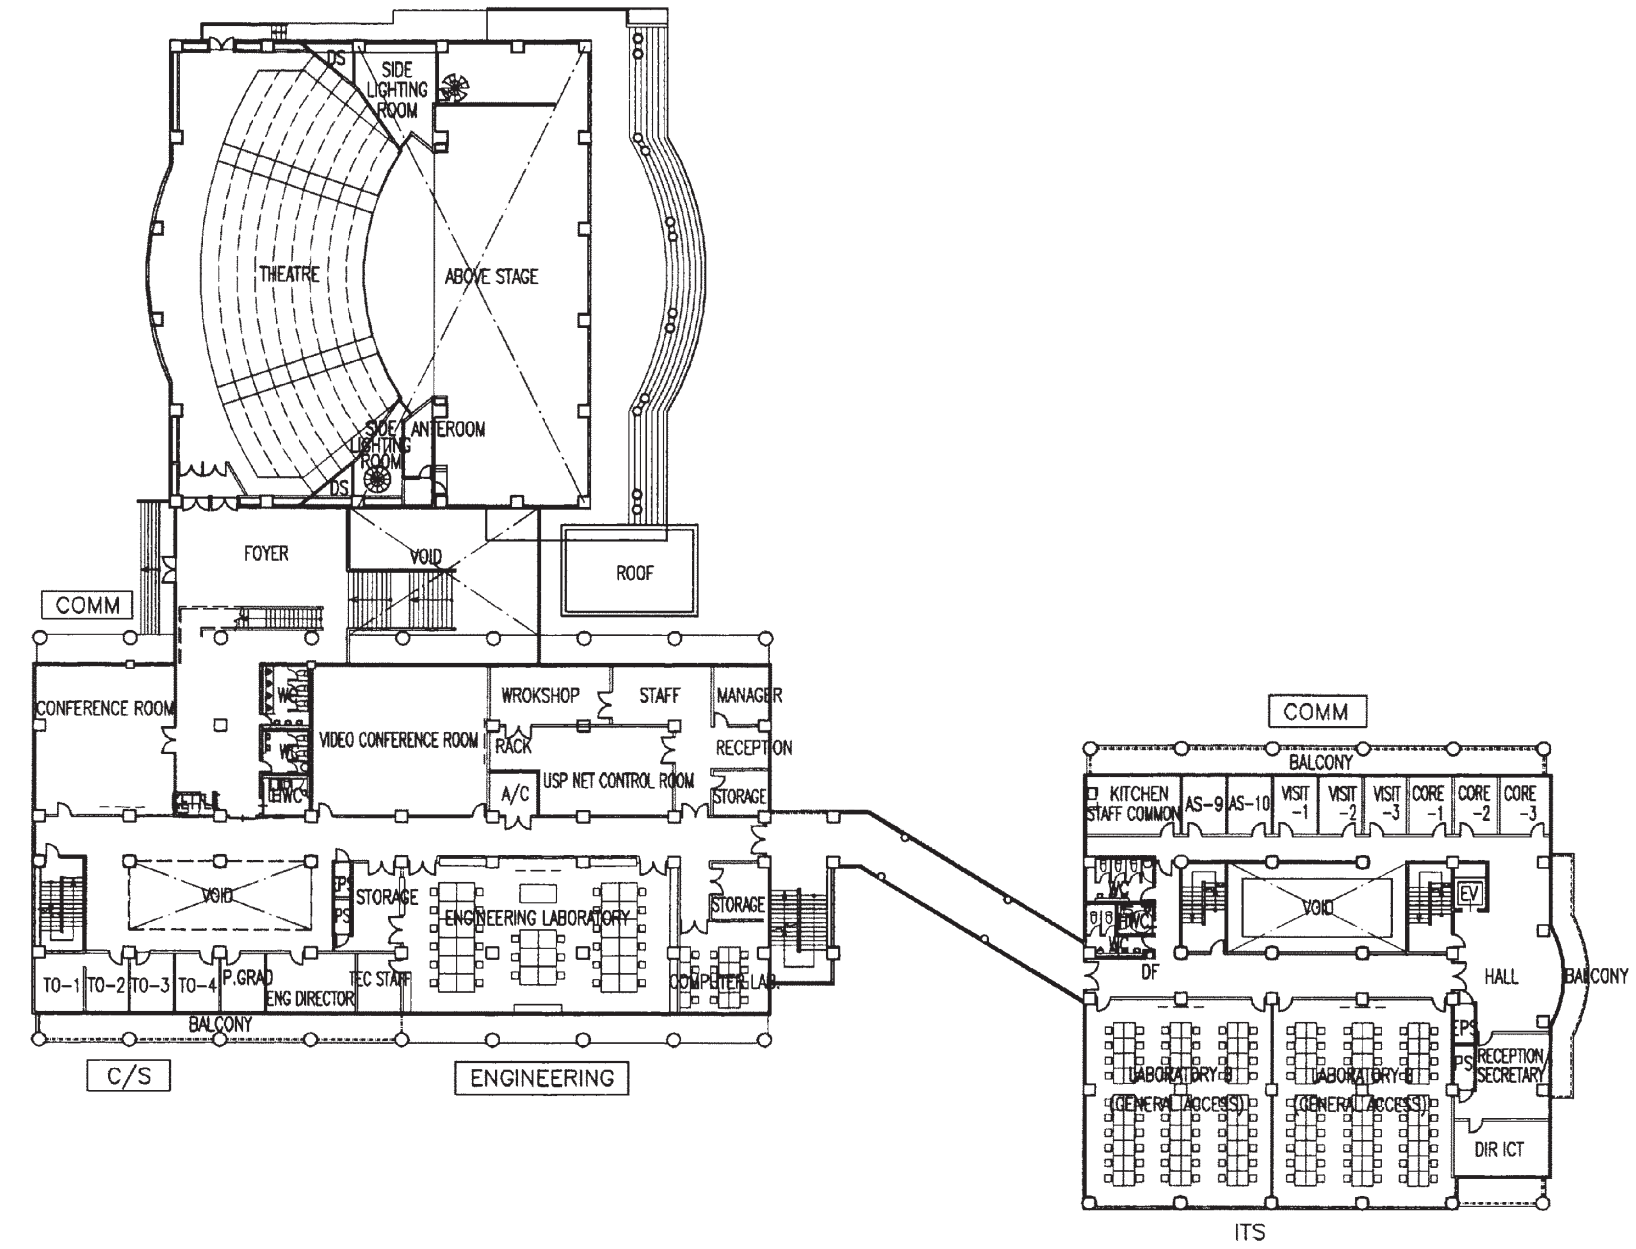 DS
SIDE
LIGHTING
ROOM
THEATRE
ABOVE STAGE
SIDE
LIGHTING
ROOM
ANTEROOM
DS
FOYER
VOID
ROOF
COMM
CONFERENCE ROOM
WC
WC
HWC
VIDEO CONFERENCE ROOM
WROKSHOP
STAFF
MANAGER
RACK
RECEPTION
USP NET CONTROL ROOM
A/C
STORAGE
VOID
EPS
PS
STORAGE
ENGINEERING LABORATORY
STORAGE
TO-1
TO-2
TO-3
TO-4
P.GRAD
ENG DIRECTOR
TEC STAFF
COMPUTER LAB.
BALCONY
C/S
ENGINEERING
COMM
BALCONY
KITCHEN
STAFF COMMON
AS-9
AS-10
VISIT
-1
VISIT
-2
VISIT
-3
CORE
-1
CORE
-2
CORE
-3
WC
HWC
WC
DF
VOID
EV
HALL
BALCONY
EPS
PS
RECEPTION/
SECRETARY
LABORATORY B
(GENERAL ACCESS)
LABORATORY B
(GENERAL ACCESS)
DIR ICT
ITS